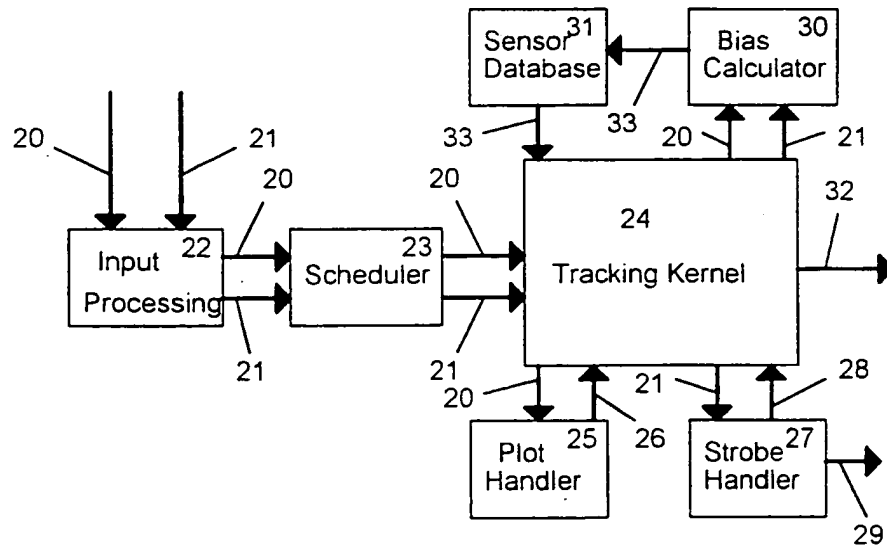 31
Sensor
Database
30
Bias
Calculator
33
33
20
21
20
21
20
20
32
22
Input
Processing
23
Scheduler
24
Tracking Kernel
21
21
20
26
21
28
25
Plot
Handler
27
Strobe
Handler
29